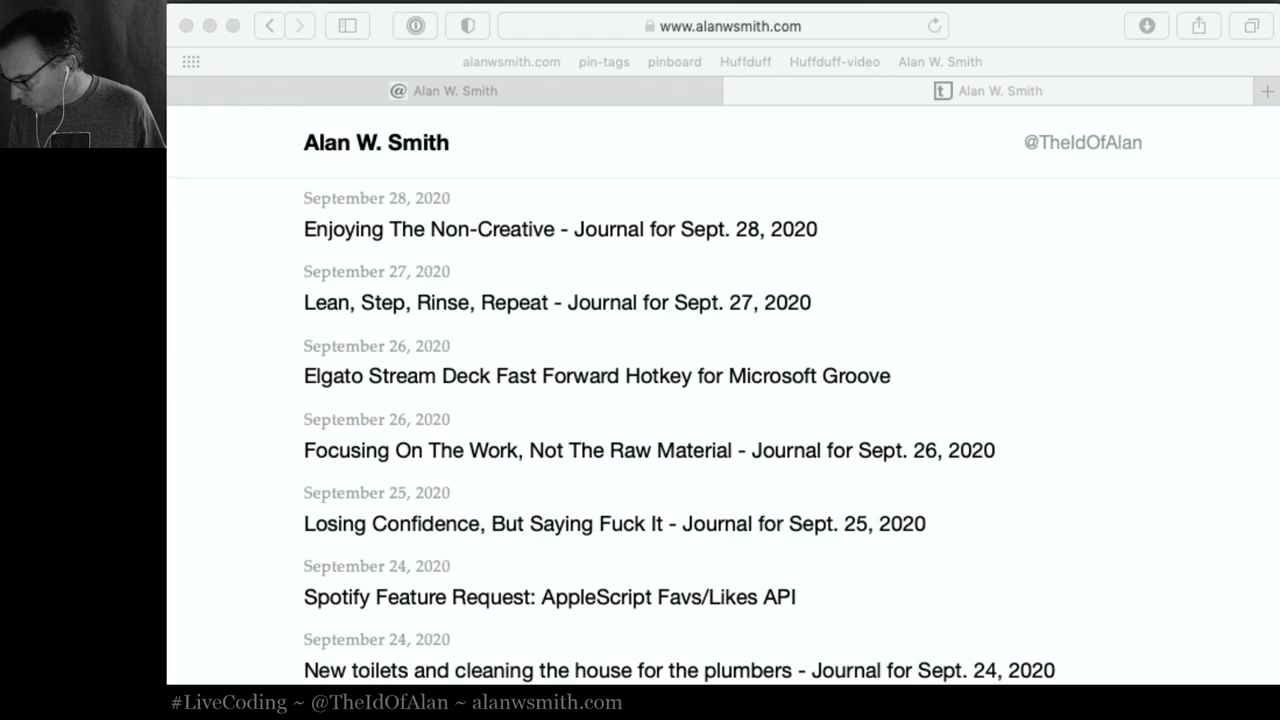 www.alanwsmith.com
alanwsmith.com pin-tags pinboard Huffduff Huffduff-video Alan W. Smith
@ Alan W. Smith t Alan W. Smith
Alan W. Smith @TheIdOfAlan
September 28, 2020
Enjoying The Non-Creative - Journal for Sept. 28, 2020
September 27, 2020
Lean, Step, Rinse, Repeat - Journal for Sept. 27, 2020
September 26, 2020
Elgato Stream Deck Fast Forward Hotkey for Microsoft Groove
September 26, 2020
Focusing On The Work, Not The Raw Material - Journal for Sept. 26, 2020
September 25, 2020
Losing Confidence, But Saying Fuck It - Journal for Sept. 25, 2020
September 24, 2020
Spotify Feature Request: AppleScript Favs/Likes API
September 24, 2020
New toilets and cleaning the house for the plumbers - Journal for Sept. 24, 2020
#LiveCoding ~ @TheIdOfAlan ~ alanwsmith.com